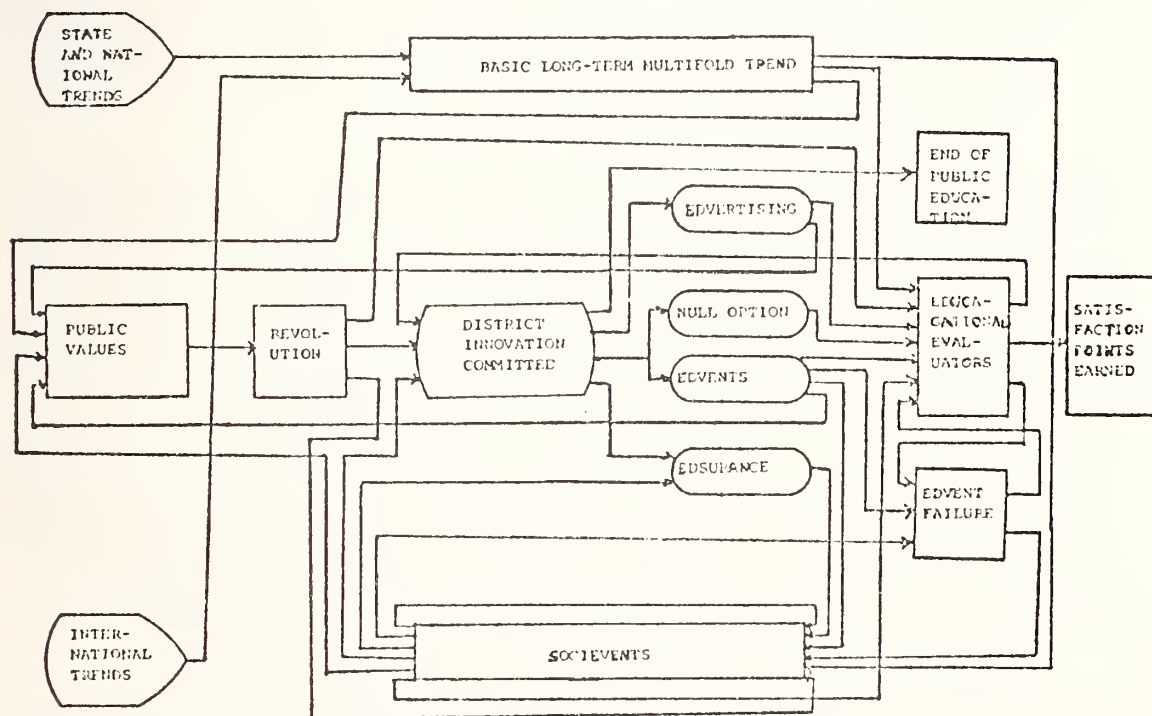 STATE
AND NAT-
IONAL
TRENDS
BASIC LONG-TERM MULTIFOLD TREND
END OF
PUBLIC
EDUCA-
TION
EDVERTISING
PUBLIC
VALUES
REVOL-
UTION
DISTRICT
INNOVATION
COMMITTED
NULL OPTION
EDVENTS
EDUCA-
CATIONAL
EVAL-
UATORS
SATIS-
FACTION
POINTS
EARNED
EDSURANCE
EDVENT
FAILURE
INTER-
NATIONAL
TRENDS
SOCIEVENTS